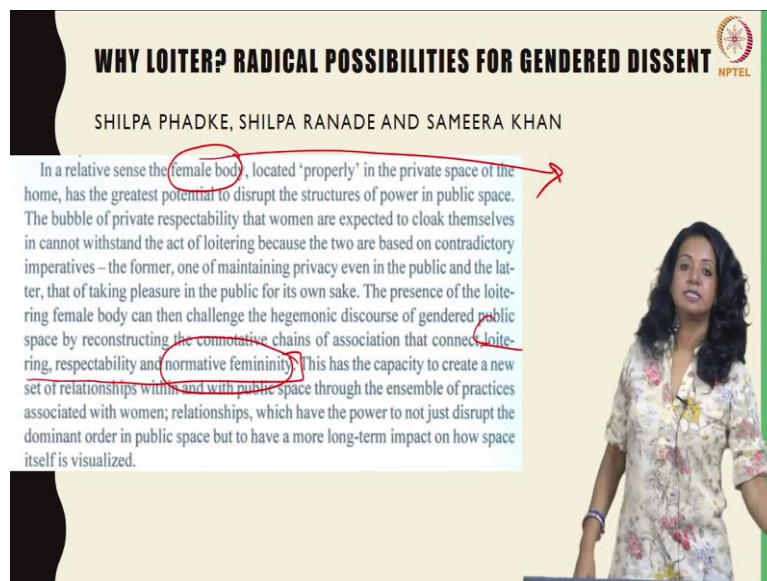 WHY LOITER? RADICAL POSSIBILITIES FOR GENDERED DISSENT
NPTEL
SHILPA PHADKE, SHILPA RANADE AND SAMEERA KHAN
In a relative sense the female body, located ‘properly’ in the private space of the
home, has the greatest potential to disrupt the structures of power in public space.
The bubble of private respectability that women are expected to cloak themselves
in cannot withstand the act of loitering because the two are based on contradictory
imperatives – the former, one of maintaining privacy even in the public and the lat-
ter, that of taking pleasure in the public for its own sake. The presence of the loite-
ring female body can then challenge the hegemonic discourse of gendered public
space by reconstructing the connotative chains of association that connect loite-
ring, respectability and normative femininity. This has the capacity to create a new
set of relationships within and with public space through the ensemble of practices
associated with women; relationships, which have the power to not just disrupt the
dominant order in public space but to have a more long-term impact on how space
itself is visualized.